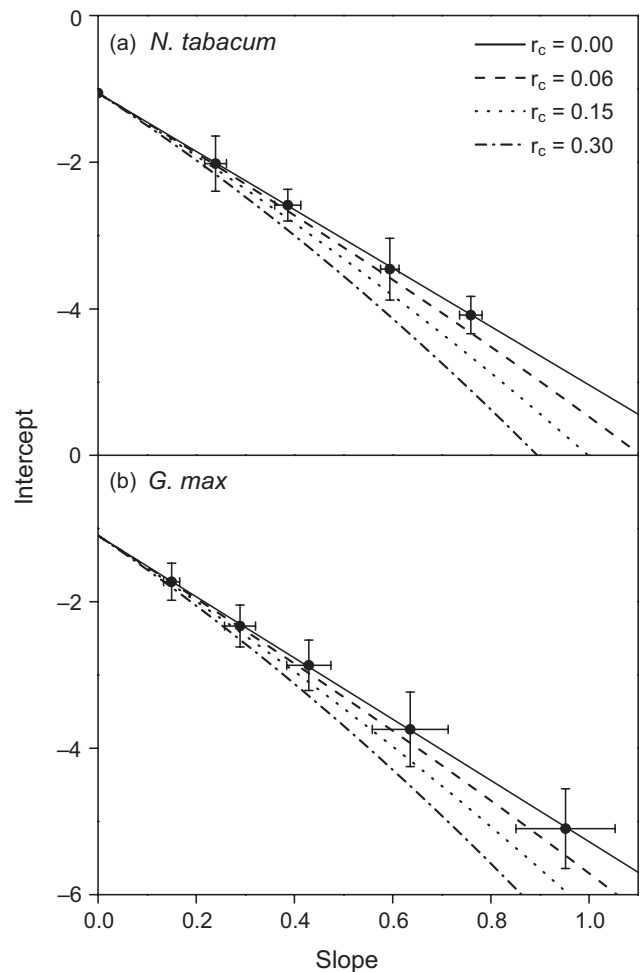 0
(a) N. tabacum
r_c = 0.00
r_c = 0.06
r_c = 0.15
r_c = 0.30
–2
–4
0
Intercept
(b) G. max
–2
–4
–6
0.0 0.2 0.4 0.6 0.8 1.0
Slope